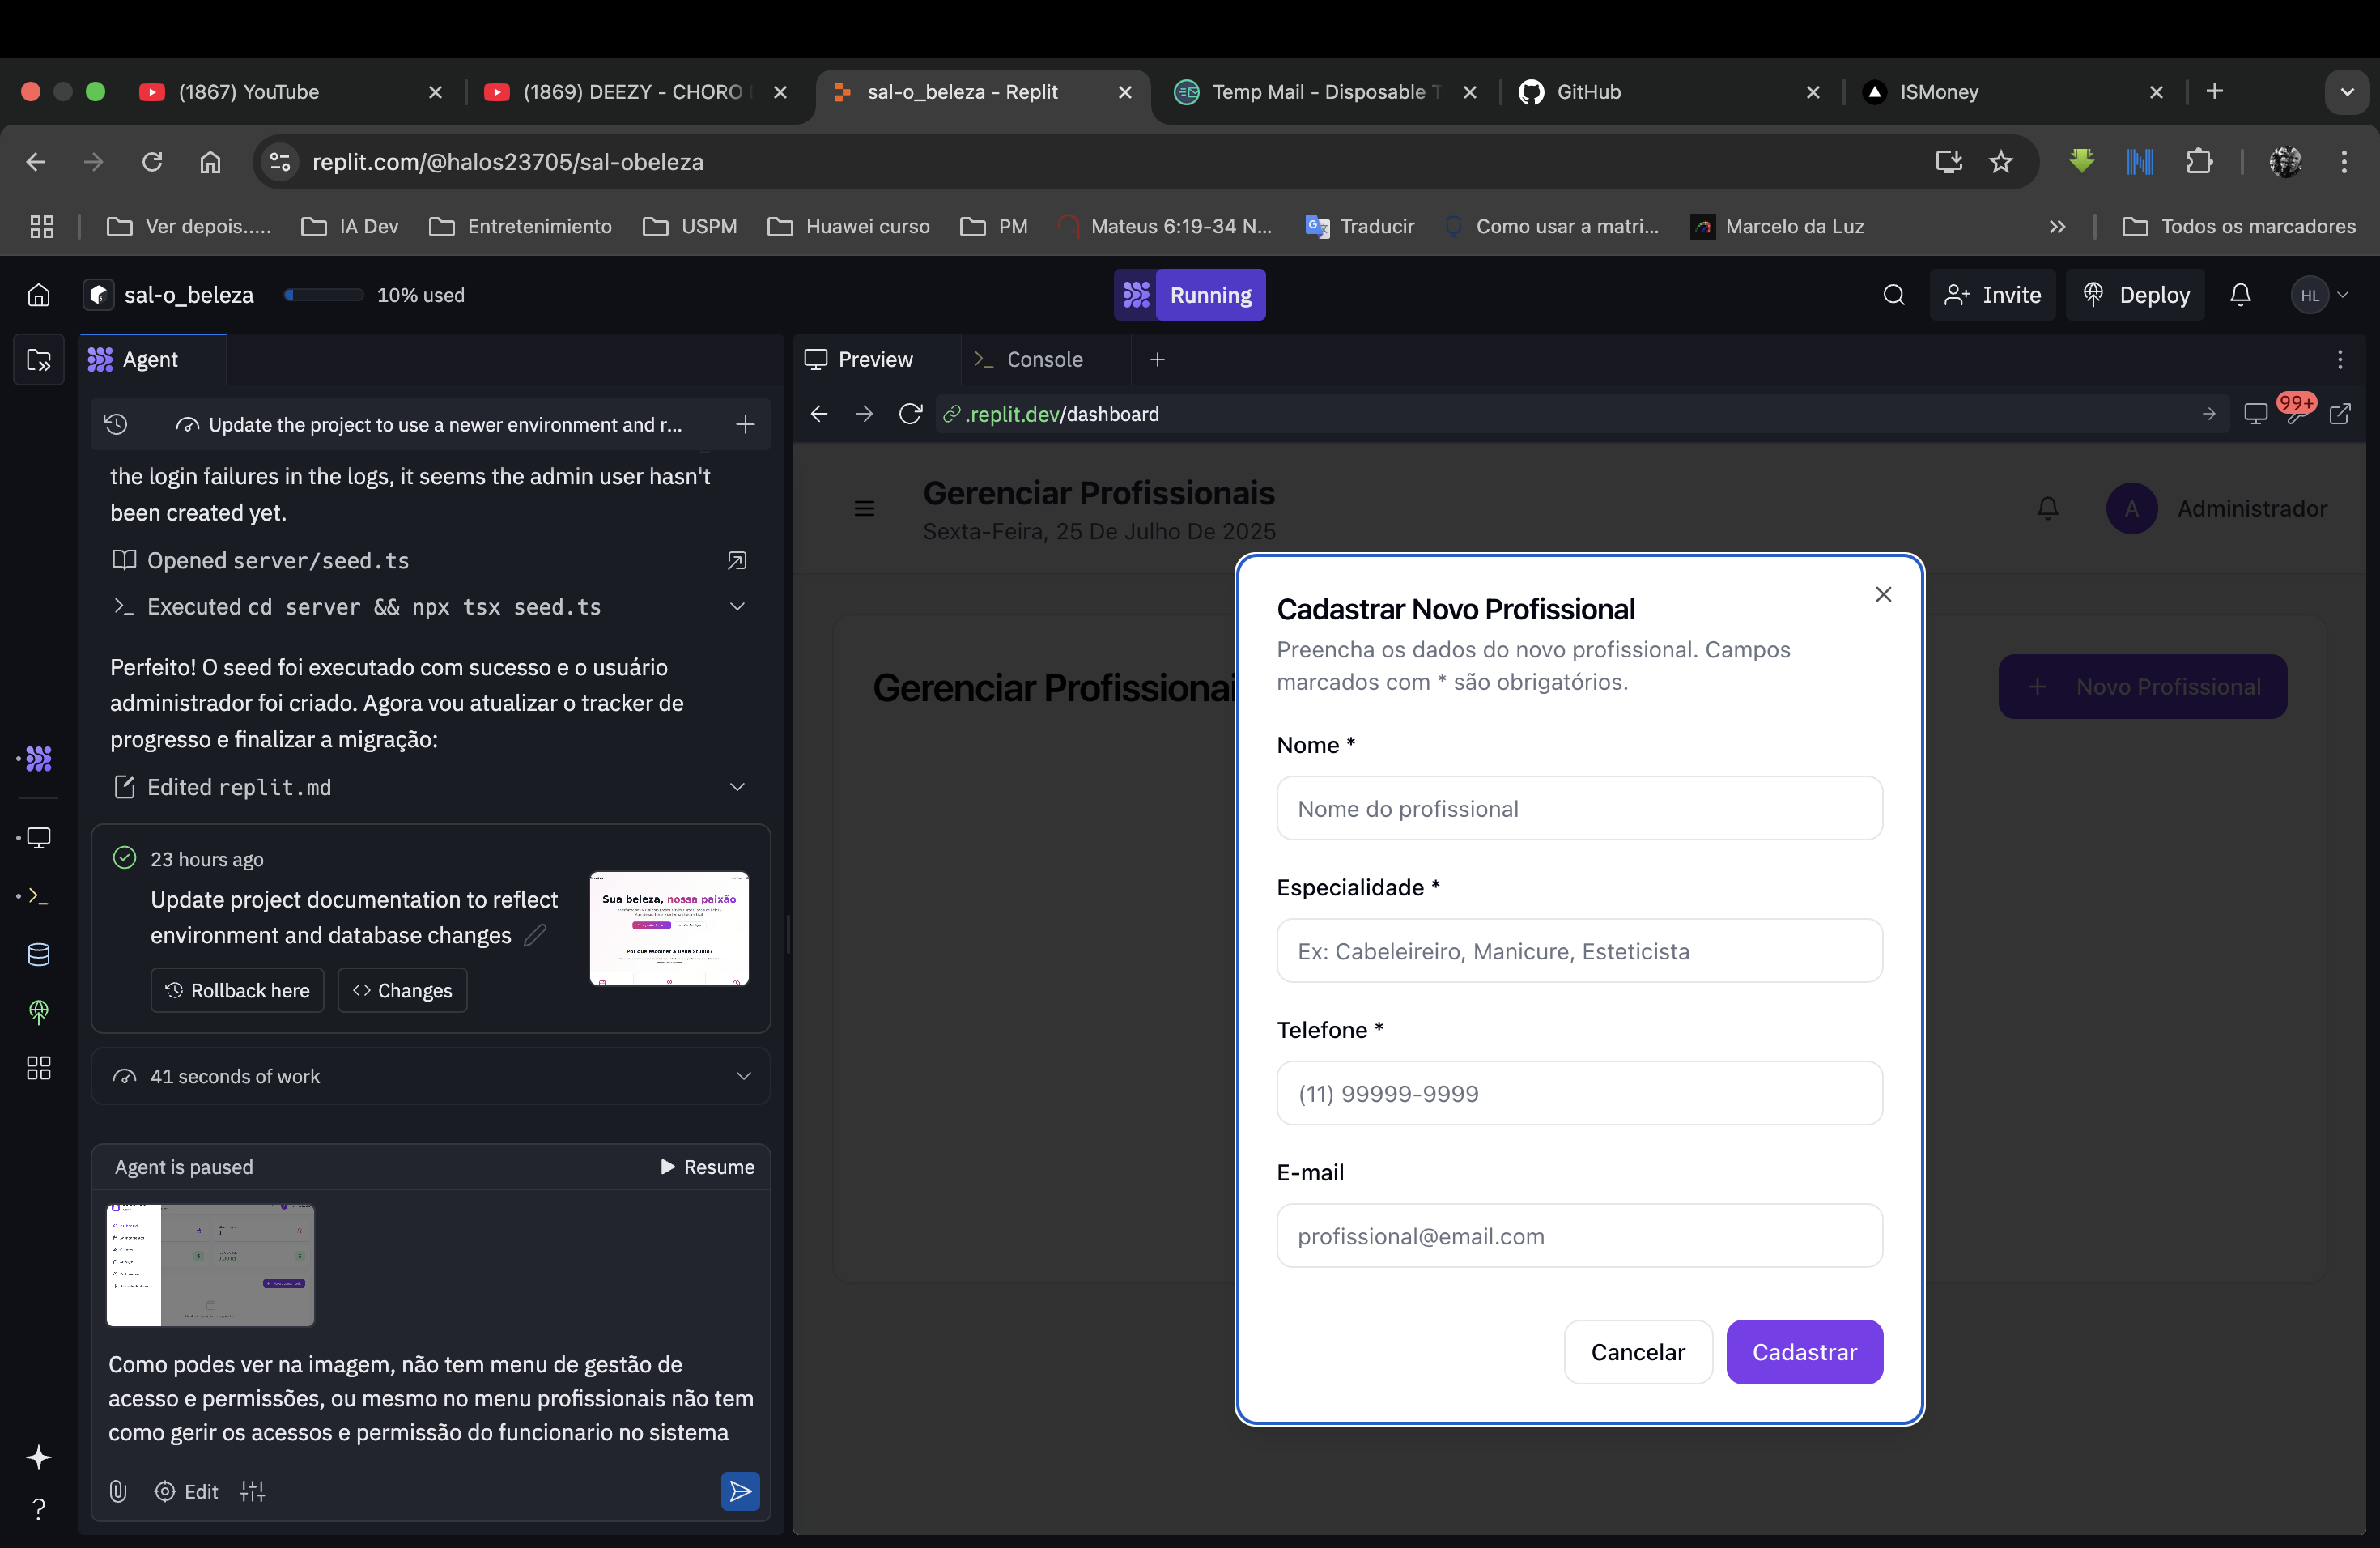 (1867) YouTube
(1869) DEEZY - CHORO
sal-o_beleza - Replit
Temp Mail - Disposable
GitHub
ISMoney
replit.com/@halos23705/sal-obeleza
Ver depois.....
IA Dev
Entretenimiento
USPM
Huawei curso
PM
Mateus 6:19-34 N...
Traducir
Como usar a matri...
Marcelo da Luz
Todos os marcadores
sal-o_beleza
10% used
Running
Invite
Deploy
HL
Agent
Update the project to use a newer environment and r...
the login failures in the logs, it seems the admin user hasn't
been created yet.
Opened server/seed.ts
Executed cd server && npx tsx seed.ts
Perfeito! O seed foi executado com sucesso e o usuário
administrador foi criado. Agora vou atualizar o tracker de
progresso e finalizar a migração:
Edited replit.md
23 hours ago
Update project documentation to reflect
environment and database changes
Sua beleza, nossa paixão
Por que escolher a Bella Studio?
Rollback here
Changes
41 seconds of work
Agent is paused
Resume
Como podes ver na imagem, não tem menu de gestão de
acesso e permissões, ou mesmo no menu profissionais não tem
como gerir os acessos e permissão do funcionario no sistema
Edit
Preview
Console
.replit.dev/dashboard
99+
Gerenciar Profissionais
Sexta-Feira, 25 De Julho De 2025
A
Administrador
Gerenciar Profissionai
Novo Profissional
Cadastrar Novo Profissional
Preencha os dados do novo profissional. Campos
marcados com * são obrigatórios.
Nome *
Nome do profissional
Especialidade *
Ex: Cabeleireiro, Manicure, Esteticista
Telefone *
(11) 99999-9999
E-mail
profissional@email.com
Cancelar
Cadastrar